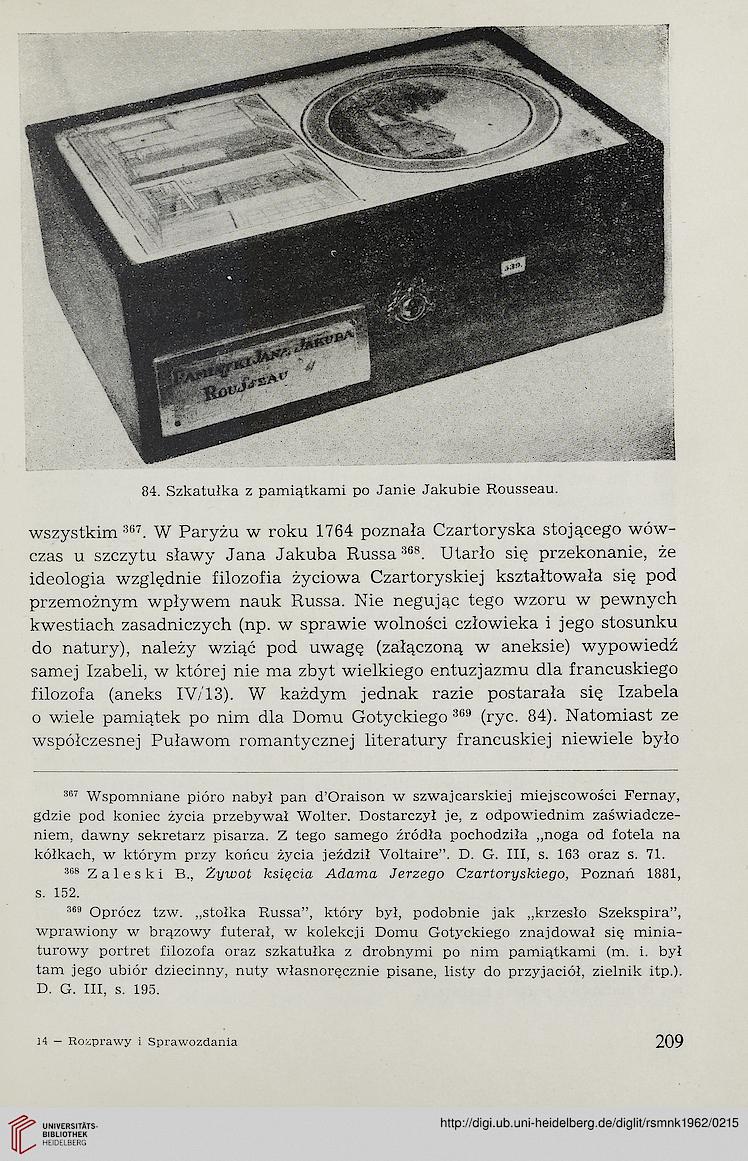 539.
PAMIĄTKI JANA JAKUBA
ROUSSEAU
84. Szkatułka z pamiątkami po Janie Jakubie Rousseau.
wszystkim ³⁶⁷. W Paryżu w roku 1764 poznała Czartoryska stojącego wów-
czas u szczytu sławy Jana Jakuba Russa ³⁶⁸. Utarło się przekonanie, że
ideologia względnie filozofia życiowa Czartoryskiej kształtowała się pod
przemożnym wpływem nauk Russa. Nie negując tego wzoru w pewnych
kwestiach zasadniczych (np. w sprawie wolności człowieka i jego stosunku
do natury), należy wziąć pod uwagę (załączoną w aneksie) wypowiedź
samej Izabeli, w której nie ma zbyt wielkiego entuzjazmu dla francuskiego
filozofa (aneks IV/13). W każdym jednak razie postarała się Izabela
o wiele pamiątek po nim dla Domu Gotyckiego ³⁶⁹ (ryc. 84). Natomiast ze
współczesnej Puławom romantycznej literatury francuskiej niewiele było
³⁶⁷ Wspomniane pióro nabył pan d'Oraison w szwajcarskiej miejscowości Fernay,
gdzie pod koniec życia przebywał Wolter. Dostarczył je, z odpowiednim zaświadcze-
niem, dawny sekretarz pisarza. Z tego samego źródła pochodziła „noga od fotela na
kółkach, w którym przy końcu życia jeździł Voltaire”. D. G. III, s. 163 oraz s. 71.
³⁶⁸ Zaleski B., Żywot księcia Adama Jerzego Czartoryskiego, Poznań 1881,
s. 152.
³⁶⁹ Oprócz tzw. „stołka Russa”, który był, podobnie jak „krzesło Szekspira”,
wprawiony w brązowy futerał, w kolekcji Domu Gotyckiego znajdował się minia-
turowy portret filozofa oraz szkatułka z drobnymi po nim pamiątkami (m. i. był
tam jego ubiór dziecinny, nuty własnoręcznie pisane, listy do przyjaciół, zielnik itp.).
D. G. III, s. 195.
14 — Rozprawy i Sprawozdania
209
UNIVERSITÄTS-
BIBLIOTHEK
HEIDELBERG
http://digi.ub.uni-heidelberg.de/diglit/rsmnk1962/0215